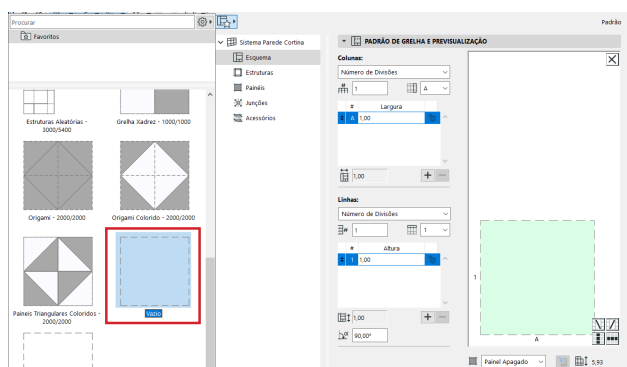 Procurar
Padrão
Favoritos
Estruturas Aleatórias -
3000/5400
Grelha Xadrez - 1000/1000
Origami - 2000/2000
Origami Colorido - 2000/2000
Paineis Triangulares Coloridos -
2000/2000
Vazio
Sistema Parede Cortina
Esquema
Estruturas
Painéis
Junções
Acessórios
PADRÃO DE GRELHA E PREVISUALIZAÇÃO
Colunas:
Número de Divisões
# 1 A
# Largura
A 1,00
1,00 + −
Linhas:
Número de Divisões
# 1 1
# Altura
1 1,00
1,00 + −
α 90,00°
1
A
Painel Apagado
5,93